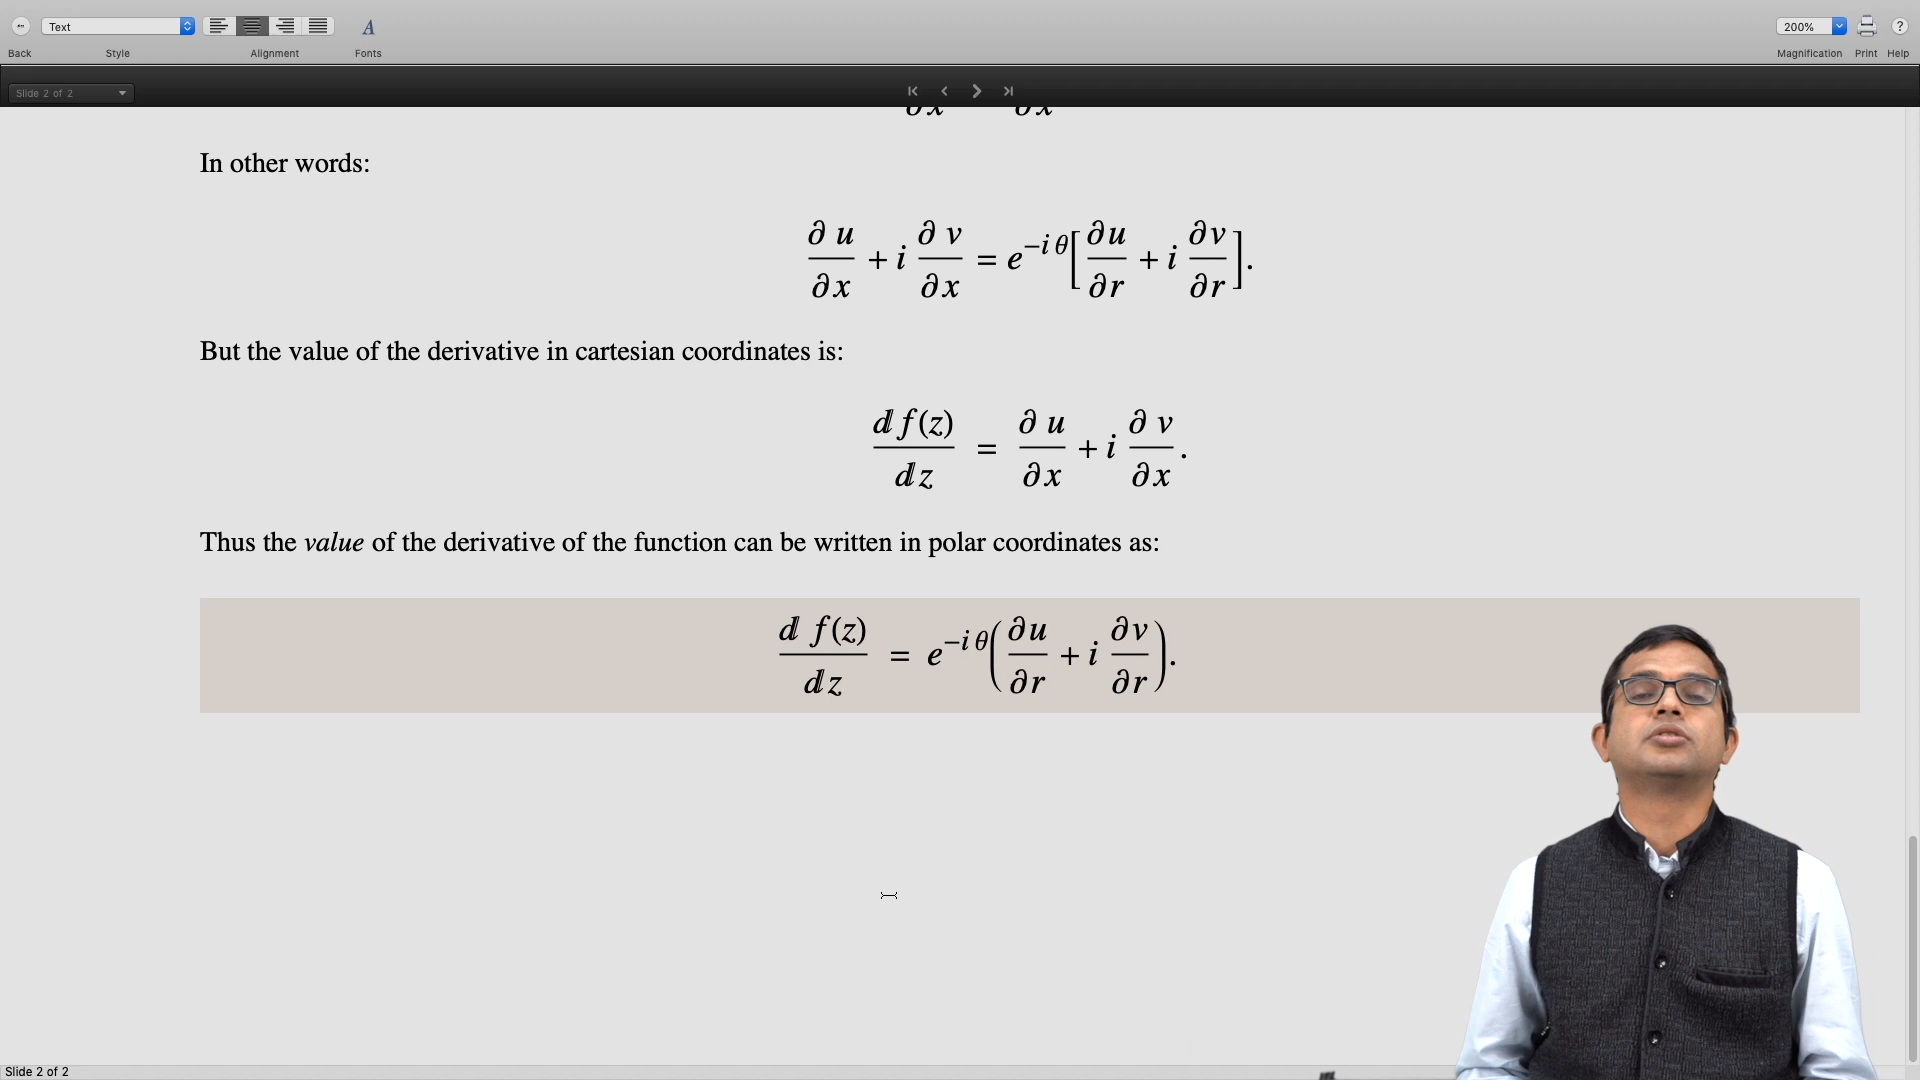 Text
Back
Style
Alignment
A
Fonts
200%
?
Magnification
Print
Help
Slide 2 of 2
∂x ∂x
In other words:
∂ u/∂x + i ∂ v/∂x = e^{-i θ}[∂u/∂r + i ∂v/∂r].
But the value of the derivative in cartesian coordinates is:
ⅆf(z)/ⅆz = ∂ u/∂x + i ∂ v/∂x.
Thus the value of the derivative of the function can be written in polar coordinates as:
ⅆ f(z)/ⅆz = e^{-i θ}(∂u/∂r + i ∂v/∂r).
Slide 2 of 2